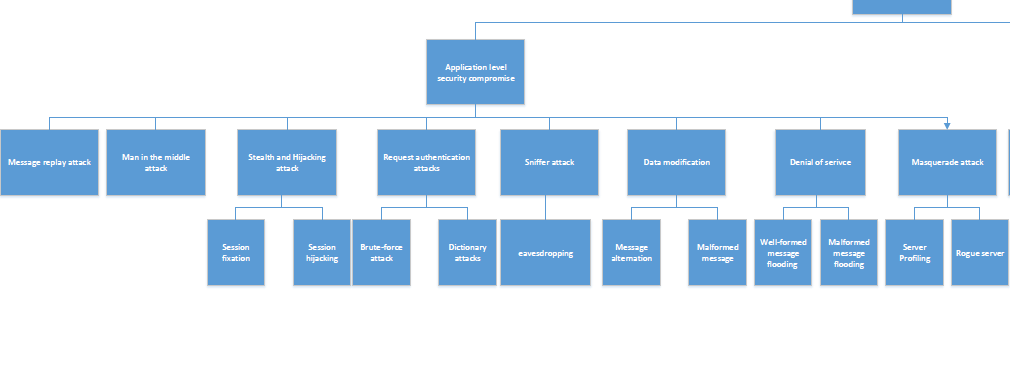 Application level
security compromise
Message replay attack
Man in the middle
attack
Stealth and Hijacking
attack
Request authentication
attacks
Sniffer attack
Data modification
Denial of serivce
Masquerade attack
Session
fixation
Session
hijacking
Brute-force
attack
Dictionary
attacks
eavesdropping
Message
alternation
Malformed
message
Well-formed
message
flooding
Malformed
message
flooding
Server
Profiling
Rogue server